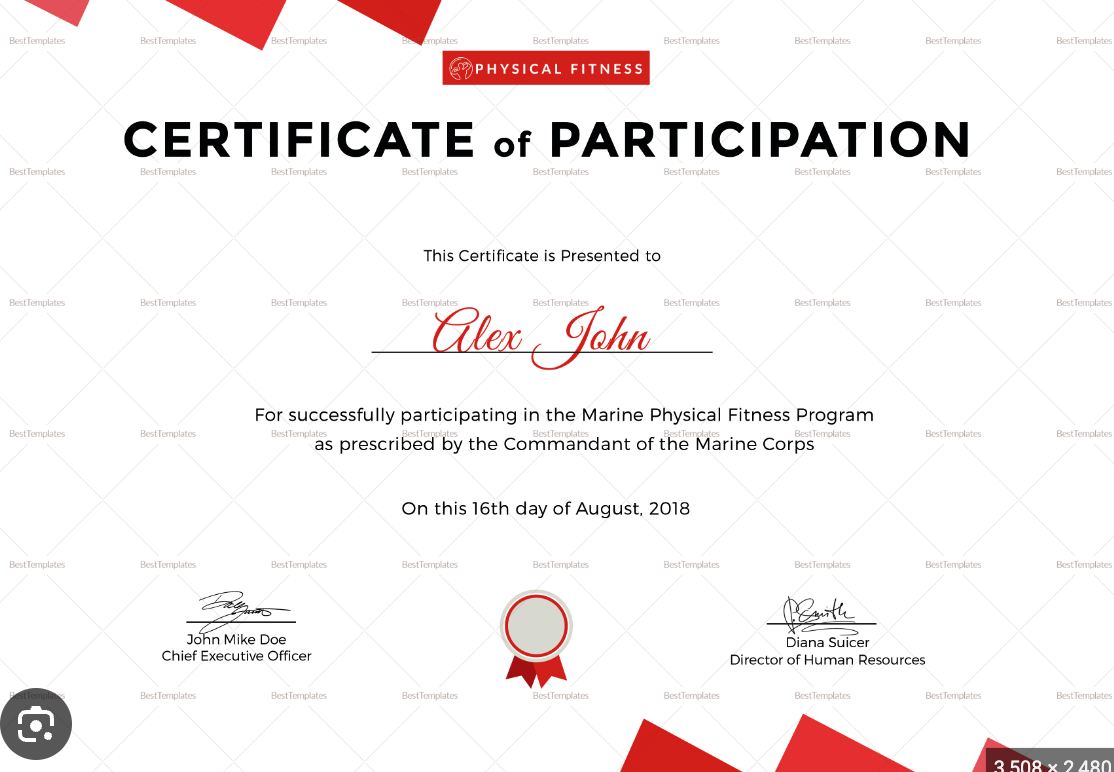 BestTemplates BestTemplates BestTemplates BestTemplates BestTemplates BestTemplates BestTemplates BestTemplates BestTemplates
PHYSICAL FITNESS
CERTIFICATE of PARTICIPATION
BestTemplates BestTemplates BestTemplates BestTemplates BestTemplates BestTemplates BestTemplates BestTemplates BestTemplates
This Certificate is Presented to
BestTemplates BestTemplates BestTemplates BestTemplates BestTemplates BestTemplates BestTemplates BestTemplates BestTemplates
Alex John
For successfully participating in the Marine Physical Fitness Program
BestTemplates BestTemplates BestTemplates BestTemplates BestTemplates BestTemplates BestTemplates BestTemplates BestTemplates
as prescribed by the Commandant of the Marine Corps
On this 16th day of August, 2018
BestTemplates BestTemplates BestTemplates BestTemplates BestTemplates BestTemplates BestTemplates BestTemplates BestTemplates
John Mike Doe
Chief Executive Officer
Diana Suicer
Director of Human Resources
BestTemplates BestTemplates BestTemplates BestTemplates BestTemplates BestTemplates BestTemplates BestTemplates
3,508 × 2,480